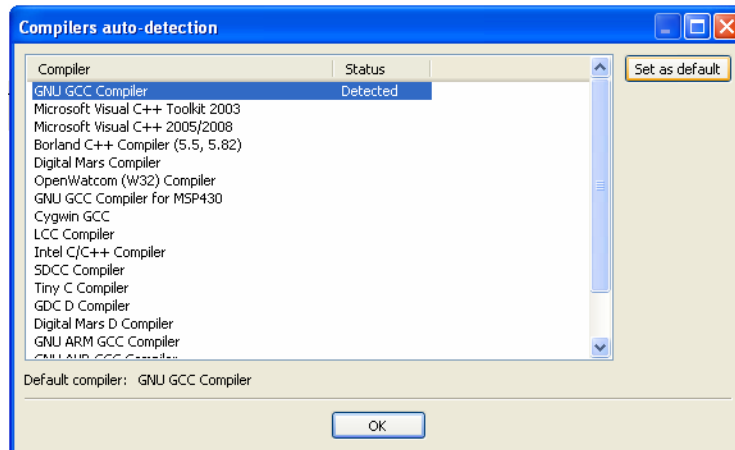 Compilers auto-detection
Compiler Status
Set as default
GNU GCC Compiler Detected
Microsoft Visual C++ Toolkit 2003
Microsoft Visual C++ 2005/2008
Borland C++ Compiler (5.5, 5.82)
Digital Mars Compiler
OpenWatcom (W32) Compiler
GNU GCC Compiler for MSP430
Cygwin GCC
LCC Compiler
Intel C/C++ Compiler
SDCC Compiler
Tiny C Compiler
GDC D Compiler
Digital Mars D Compiler
GNU ARM GCC Compiler
Default compiler: GNU GCC Compiler
OK